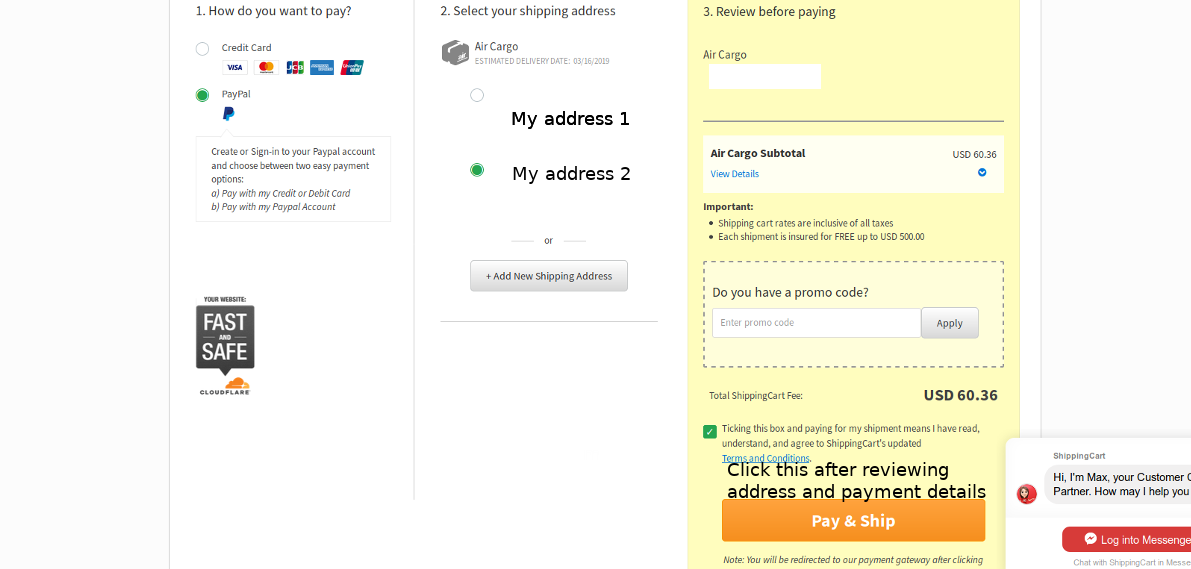 1. How do you want to pay?
Credit Card
VISA
MasterCard
JCB
UnionPay
PayPal
Create or Sign-in to your Paypal account
and choose between two easy payment
options:
a) Pay with my Credit or Debit Card
b) Pay with my Paypal Account
YOUR WEBSITE:
FAST
AND
SAFE
CLOUDFLARE
2. Select your shipping address
Air Cargo
ESTIMATED DELIVERY DATE: 03/16/2019
My address 1
My address 2
or
+ Add New Shipping Address
3. Review before paying
Air Cargo
Air Cargo Subtotal
USD 60.36
View Details
Important:
Shipping cart rates are inclusive of all taxes
Each shipment is insured for FREE up to USD 500.00
Do you have a promo code?
Enter promo code
Apply
Total ShippingCart Fee:
USD 60.36
Ticking this box and paying for my shipment means I have read,
understand, and agree to ShippingCart's updated
Terms and Conditions.
Click this after reviewing
address and payment details
Pay & Ship
Note: You will be redirected to our payment gateway after clicking
ShippingCart
Hi, I'm Max, your Customer
Partner. How may I help you
Log into Messenge
Chat with ShippingCart in Messe